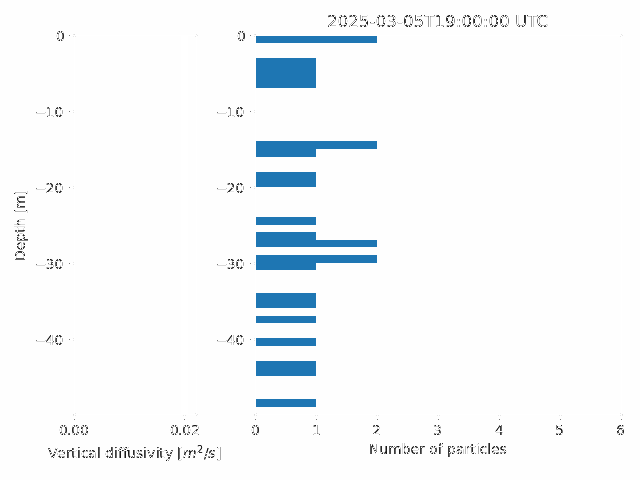 2025-03-05T19:00:00 UTC
0
−10
−20
−30
−40
Depth [m]
0.00 0.02
Vertical diffusivity [m²/s]
0
−10
−20
−30
−40
0 1 2 3 4 5 6
Number of particles